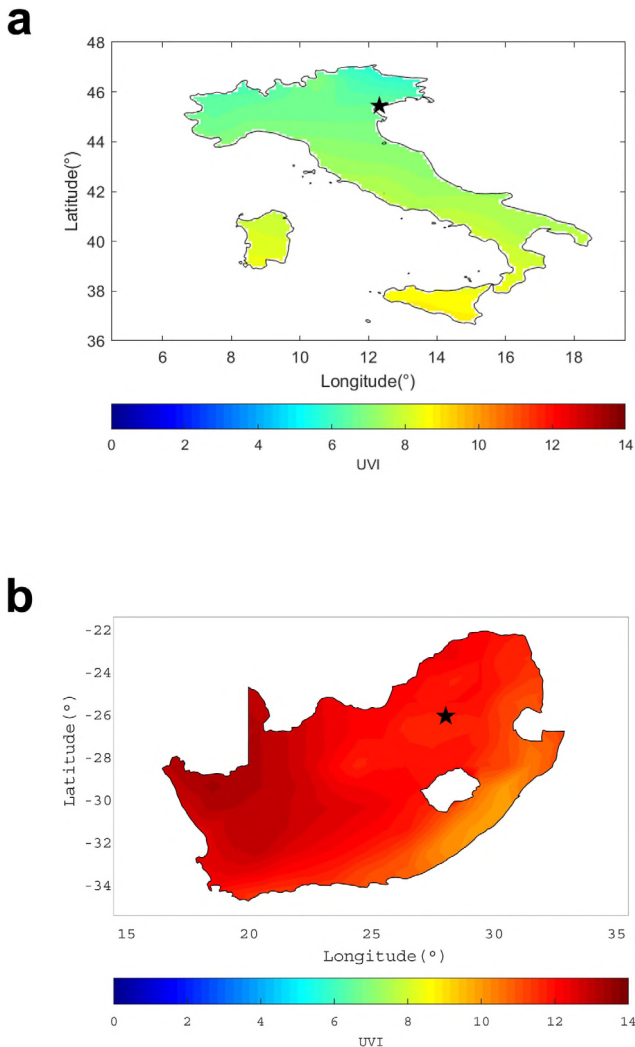 a
48
46
44
42
40
38
36
Latitude(°)
6 8 10 12 14 16 18
Longitude(°)
0 2 4 6 8 10 12 14
UVI
b
-22
-24
-26
-28
-30
-32
-34
Latitude(º)
15 20 25 30 35
Longitude(º)
0 2 4 6 8 10 12 14
UVI